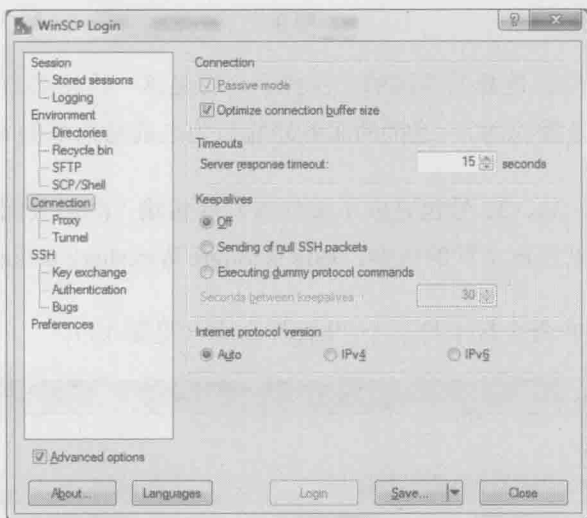 WinSCP Login
Session
Stored sessions
Logging
Environment
Directories
Recycle bin
SFTP
SCP/Shell
Connection
Proxy
Tunnel
SSH
Key exchange
Authentication
Bugs
Preferences
Advanced options
Connection
Passive mode
Optimize connection buffer size
Timeouts
Server response timeout: 15 seconds
Keepalives
Off
Sending of null SSH packets
Executing dummy protocol commands
Seconds between keepalives 30
Internet protocol version
Auto IPv4 IPv6
About... Languages Login Save... Close